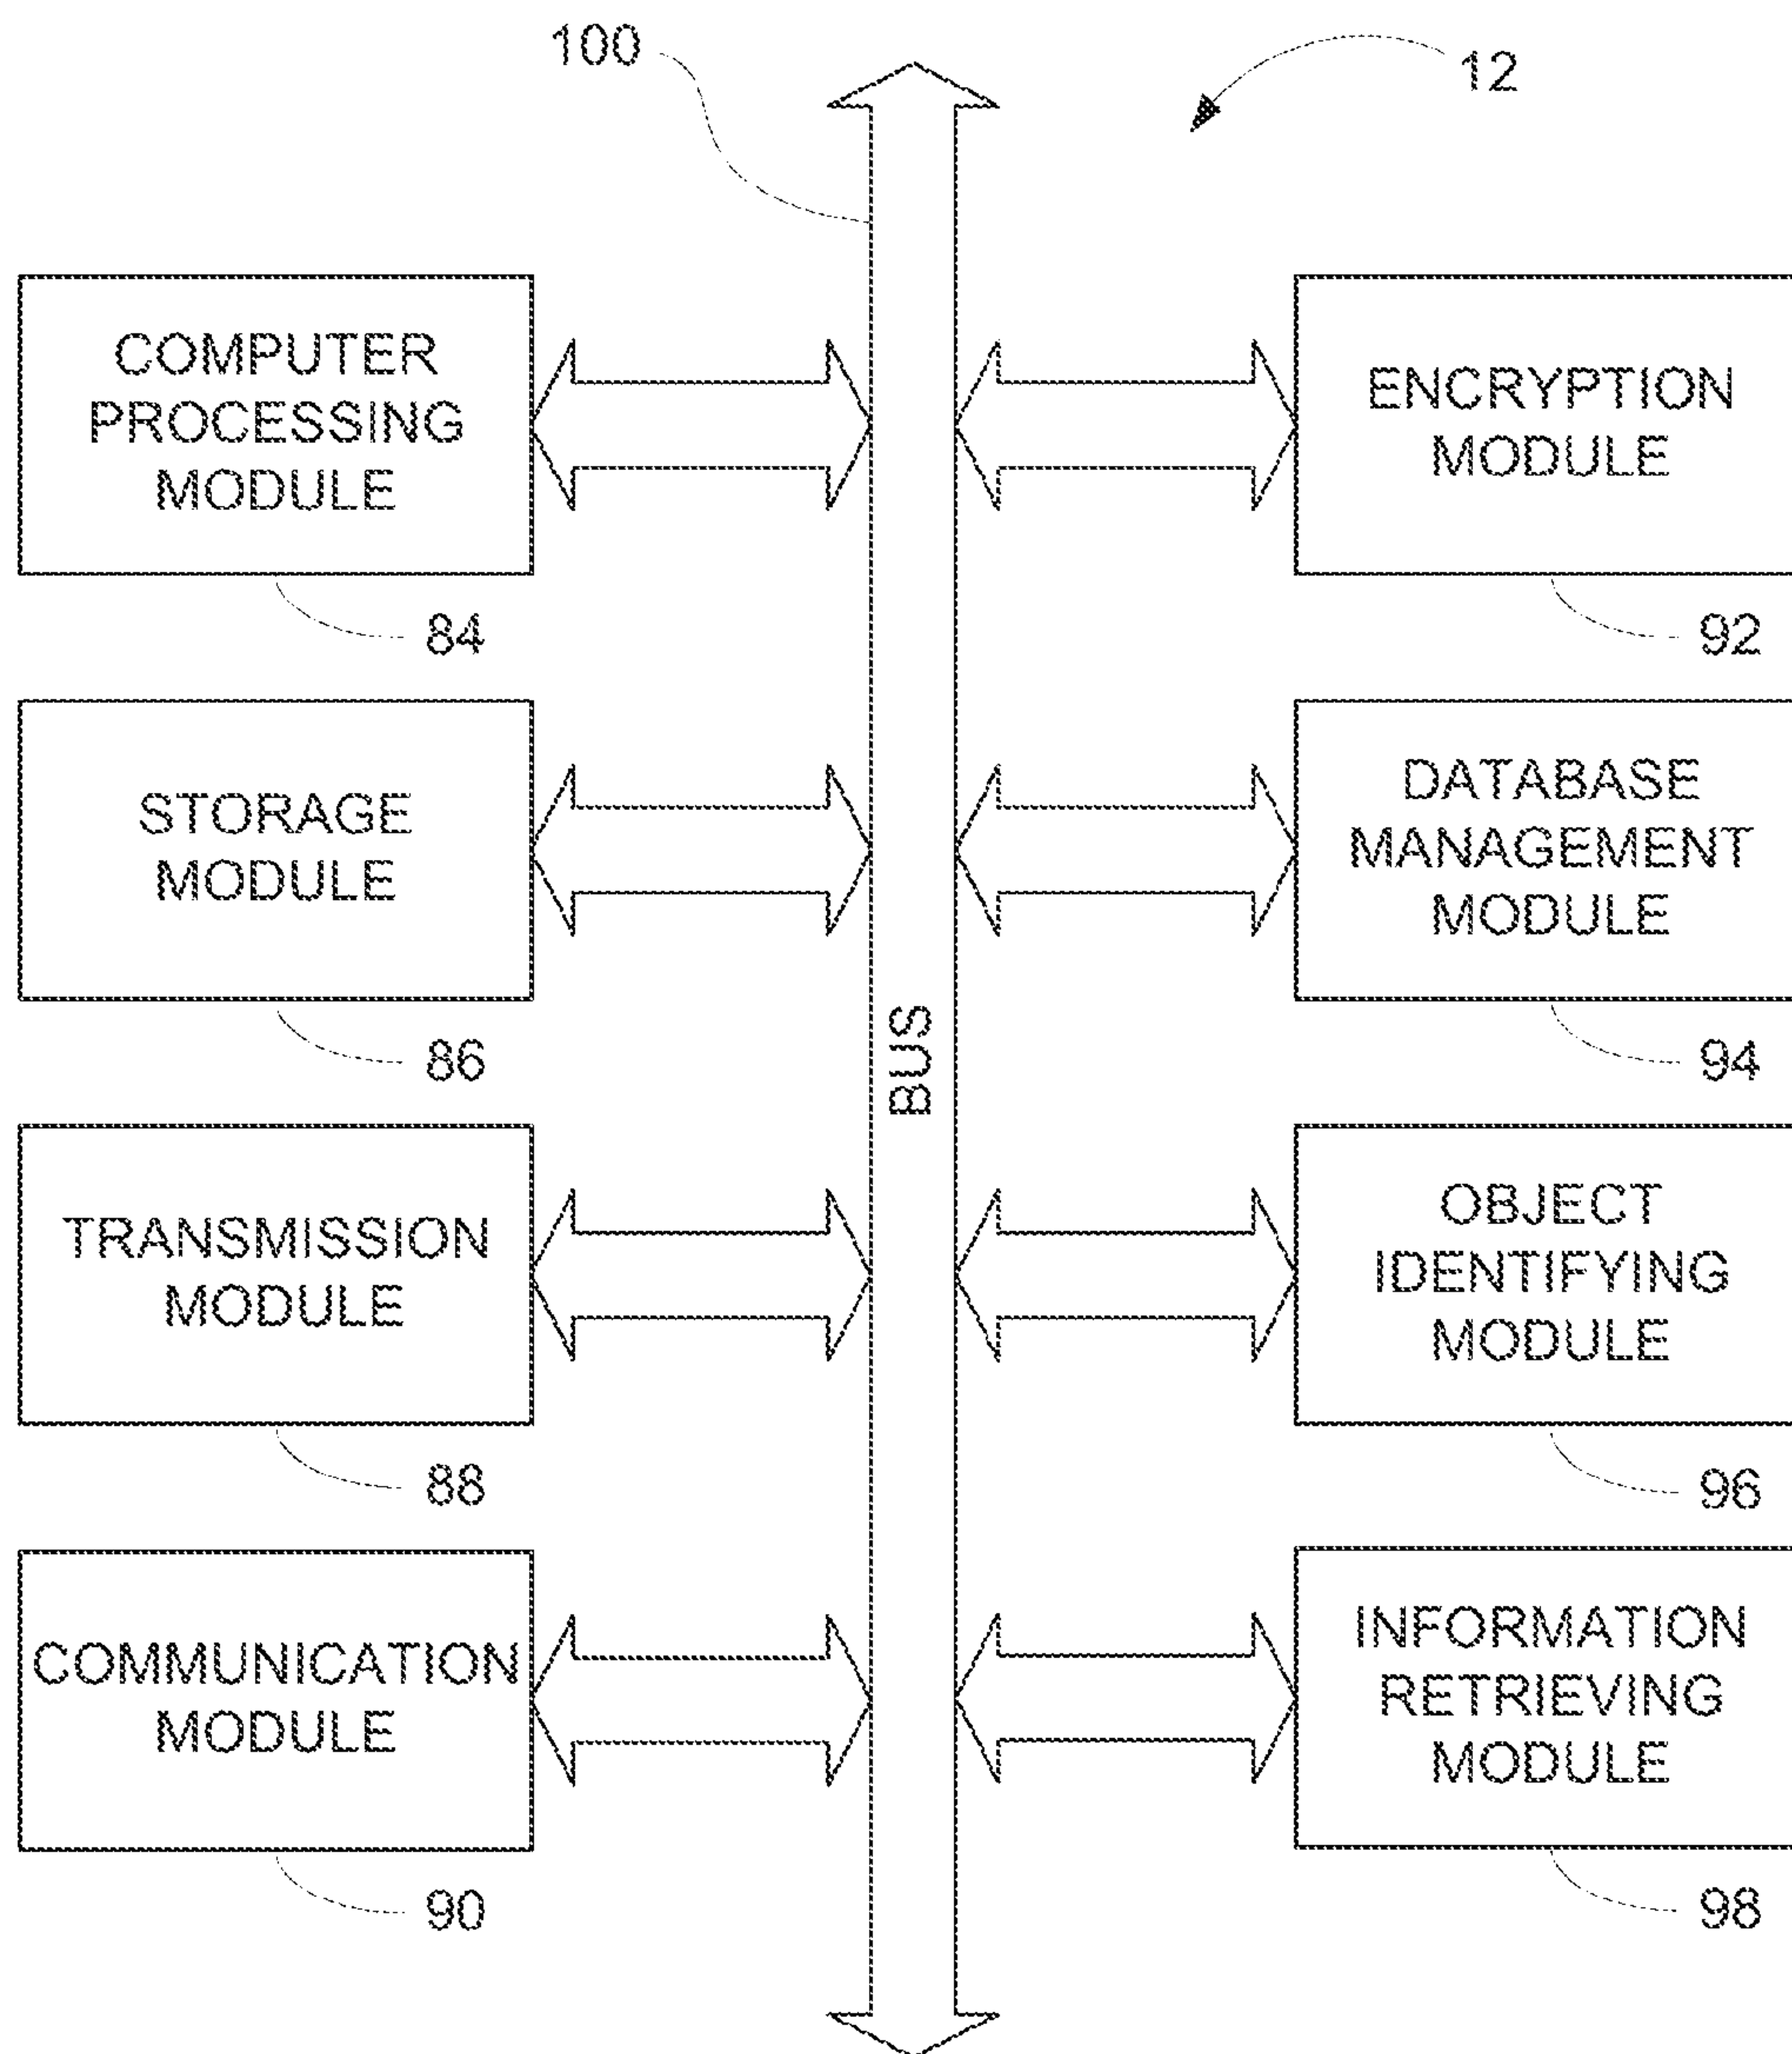 100
12
COMPUTER
PROCESSING
MODULE
84
ENCRYPTION
MODULE
92
STORAGE
MODULE
86
DATABASE
MANAGEMENT
MODULE
94
BUS
TRANSMISSION
MODULE
88
OBJECT
IDENTIFYING
MODULE
96
COMMUNICATION
MODULE
90
INFORMATION
RETRIEVING
MODULE
98